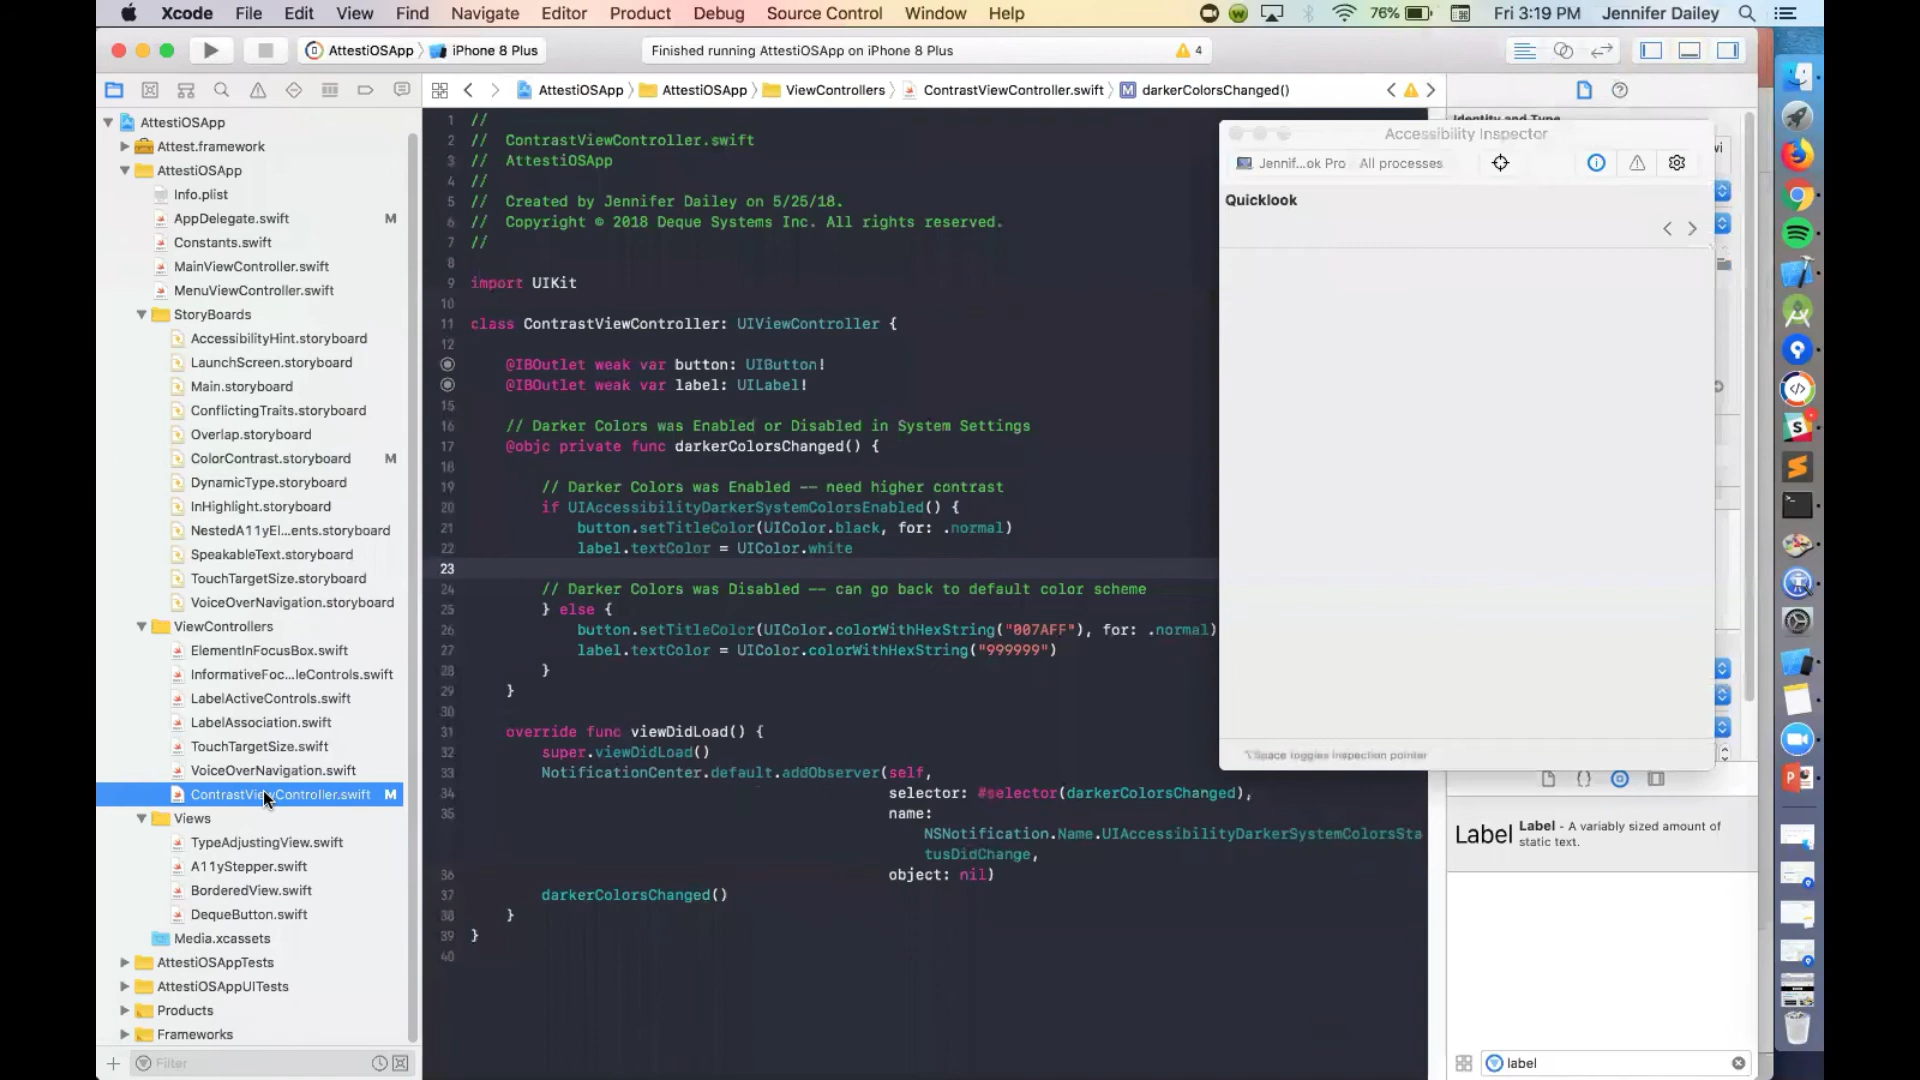 Xcode File Edit View Find Navigate Editor Product Debug Source Control Window Help 76% Fri 3:19 PM Jennifer Dailey
AttestiOSApp iPhone 8 Plus
Finished running AttestiOSApp on iPhone 8 Plus 4
AttestiOSApp AttestiOSApp ViewControllers ContrastViewController.swift M darkerColorsChanged()
AttestiOSApp
Attest.framework
AttestiOSApp
Info.plist
AppDelegate.swift M
Constants.swift
MainViewController.swift
MenuViewController.swift
StoryBoards
AccessibilityHint.storyboard
LaunchScreen.storyboard
Main.storyboard
ConflictingTraits.storyboard
Overlap.storyboard
ColorContrast.storyboard M
DynamicType.storyboard
InHighlight.storyboard
NestedA11yEl...ents.storyboard
SpeakableText.storyboard
TouchTargetSize.storyboard
VoiceOverNavigation.storyboard
ViewControllers
ElementInFocusBox.swift
InformativeFoc...leControls.swift
LabelActiveControls.swift
LabelAssociation.swift
TouchTargetSize.swift
VoiceOverNavigation.swift
ContrastViewController.swift M
Views
TypeAdjustingView.swift
A11yStepper.swift
BorderedView.swift
DequeButton.swift
Media.xcassets
AttestiOSAppTests
AttestiOSAppUITests
Products
Frameworks
Filter
1 //
2 // ContrastViewController.swift
3 // AttestiOSApp
4 //
5 // Created by Jennifer Dailey on 5/25/18.
6 // Copyright © 2018 Deque Systems Inc. All rights reserved.
7 //
8
9 import UIKit
10
11 class ContrastViewController: UIViewController {
12
@IBOutlet weak var button: UIButton!
@IBOutlet weak var label: UILabel!
15
16 // Darker Colors was Enabled or Disabled in System Settings
17 @objc private func darkerColorsChanged() {
18
19 // Darker Colors was Enabled -- need higher contrast
20 if UIAccessibilityDarkerSystemColorsEnabled() {
21 button.setTitleColor(UIColor.black, for: .normal)
22 label.textColor = UIColor.white
23
24 // Darker Colors was Disabled -- can go back to default color scheme
25 } else {
26 button.setTitleColor(UIColor.colorWithHexString("007AFF"), for: .normal)
27 label.textColor = UIColor.colorWithHexString("999999")
28 }
29 }
30
31 override func viewDidLoad() {
32 super.viewDidLoad()
33 NotificationCenter.default.addObserver(self,
34 selector: #selector(darkerColorsChanged),
35 name:
NSNotification.Name.UIAccessibilityDarkerSystemColorsSta
tusDidChange,
36 object: nil)
37 darkerColorsChanged()
38 }
39 }
40
Identity and Type
Accessibility Inspector
Jennif...ok Pro All processes
Quicklook
⌥Space toggles inspection pointer
Label Label - A variably sized amount of
static text.
label